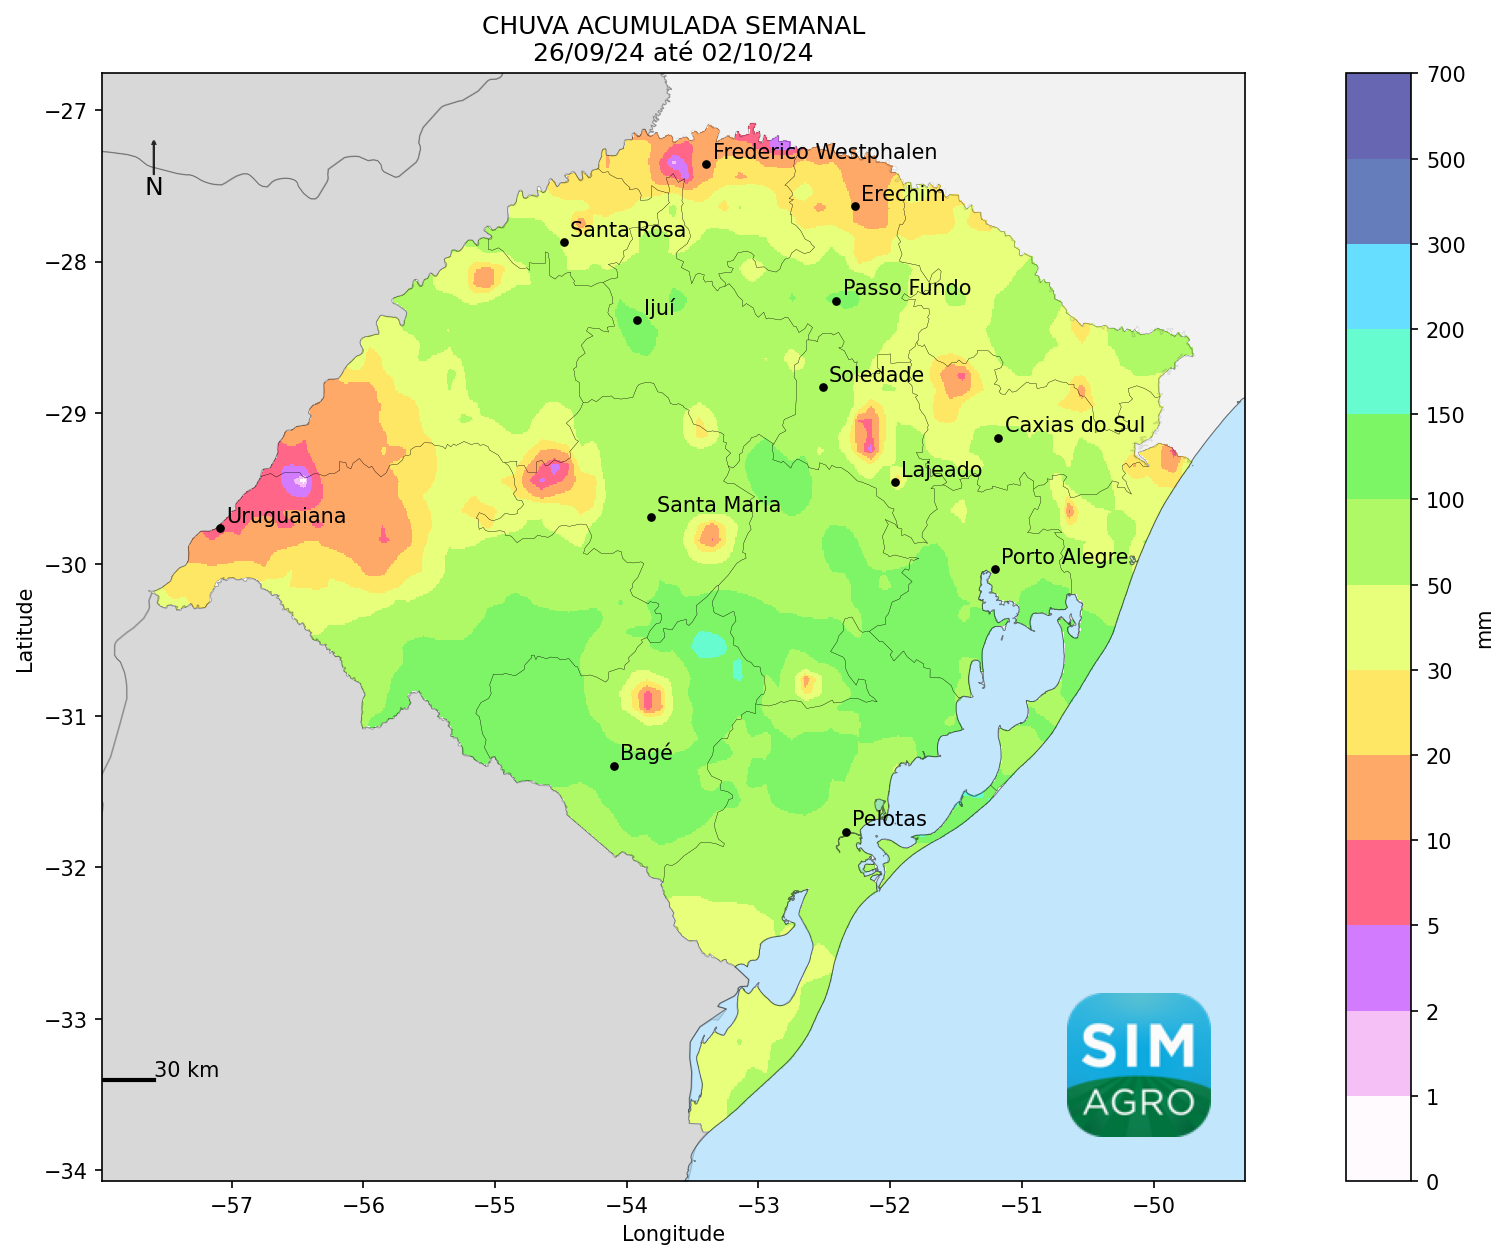 CHUVA ACUMULADA SEMANAL
26/09/24 até 02/10/24
−27
−28
−29
−30
−31
−32
−33
−34
Latitude
N
Frederico Westphalen
Erechim
Santa Rosa
Passo Fundo
Ijuí
Soledade
Caxias do Sul
Lajeado
Santa Maria
Uruguaiana
Porto Alegre
Bagé
Pelotas
30 km
SIM
AGRO
−57
−56
−55
−54
−53
−52
−51
−50
Longitude
700
500
300
200
150
100
50
30
20
10
5
2
1
0
mm